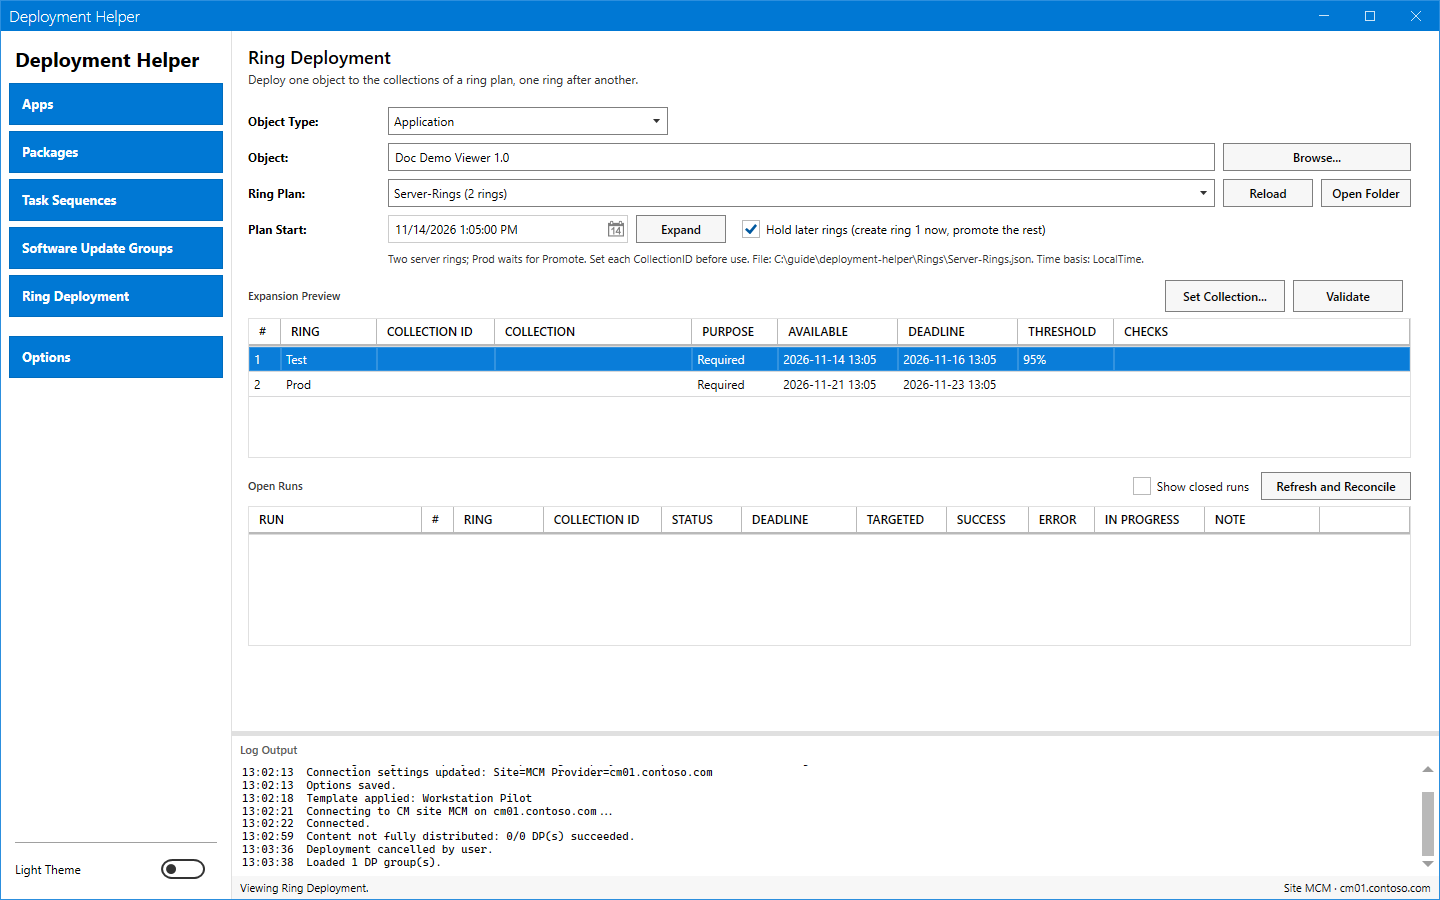 Deployment Helper
Deployment Helper
Apps
Packages
Task Sequences
Software Update Groups
Ring Deployment
Options
Light Theme
Ring Deployment
Deploy one object to the collections of a ring plan, one ring after another.
Object Type: Application
Object: Doc Demo Viewer 1.0 Browse...
Ring Plan: Server-Rings (2 rings) Reload Open Folder
Plan Start: 11/14/2026 1:05:00 PM 14 Expand Hold later rings (create ring 1 now, promote the rest)
Two server rings; Prod waits for Promote. Set each CollectionID before use. File: C:\guide\deployment-helper\Rings\Server-Rings.json. Time basis: LocalTime.
Expansion Preview Set Collection... Validate
# RING COLLECTION ID COLLECTION PURPOSE AVAILABLE DEADLINE THRESHOLD CHECKS
1 Test Required 2026-11-14 13:05 2026-11-16 13:05 95%
2 Prod Required 2026-11-21 13:05 2026-11-23 13:05
Open Runs Show closed runs Refresh and Reconcile
RUN # RING COLLECTION ID STATUS DEADLINE TARGETED SUCCESS ERROR IN PROGRESS NOTE
Log Output
13:02:13 Connection settings updated: Site=MCM Provider=cm01.contoso.com
13:02:13 Options saved.
13:02:18 Template applied: Workstation Pilot
13:02:21 Connecting to CM site MCM on cm01.contoso.com...
13:02:22 Connected.
13:02:59 Content not fully distributed: 0/0 DP(s) succeeded.
13:03:36 Deployment cancelled by user.
13:03:38 Loaded 1 DP group(s).
Viewing Ring Deployment. Site MCM · cm01.contoso.com